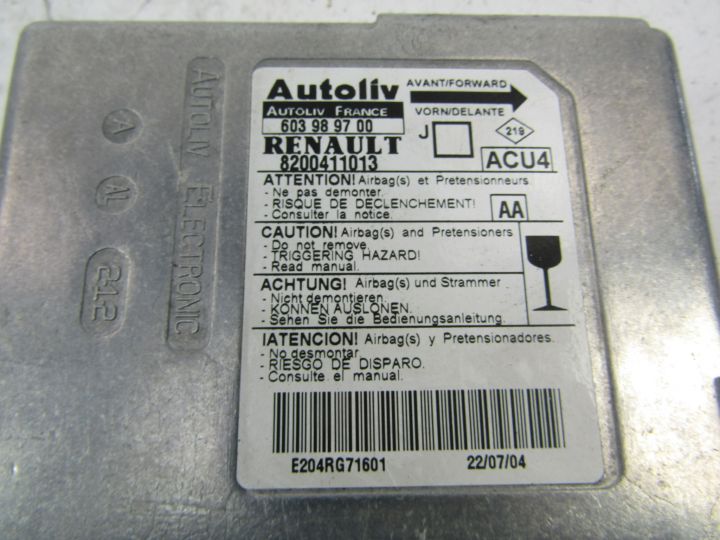 Autoliv
AVANT/FORWARD
AUTOLIV FRANCE
VORN/DELANTE
603 98 97 00
RENAULT
J
219
8200411013
ACU4
ATTENTION! Airbag(s) et Pretensionneurs
- Ne pas demonter.
- RISQUE DE DECLENCHEMENT!
- Consulter la notice.
AA
CAUTION! Airbag(s) and Pretensioners
- Do not remove.
- TRIGGERING HAZARD!
- Read manual.
ACHTUNG! Airbag(s) und Strammer
- Nicht demontieren.
- KONNEN AUSLONEN.
- Sehen Sie die Bedienungsanleitung.
!ATENCION! Airbag(s) y Pretensionadores.
- No desmontar.
- RIESGO DE DISPARO.
- Consulte el manual.
E204RG71601 22/07/04
AUTOLIV ELECTRONIC
A
AL
212